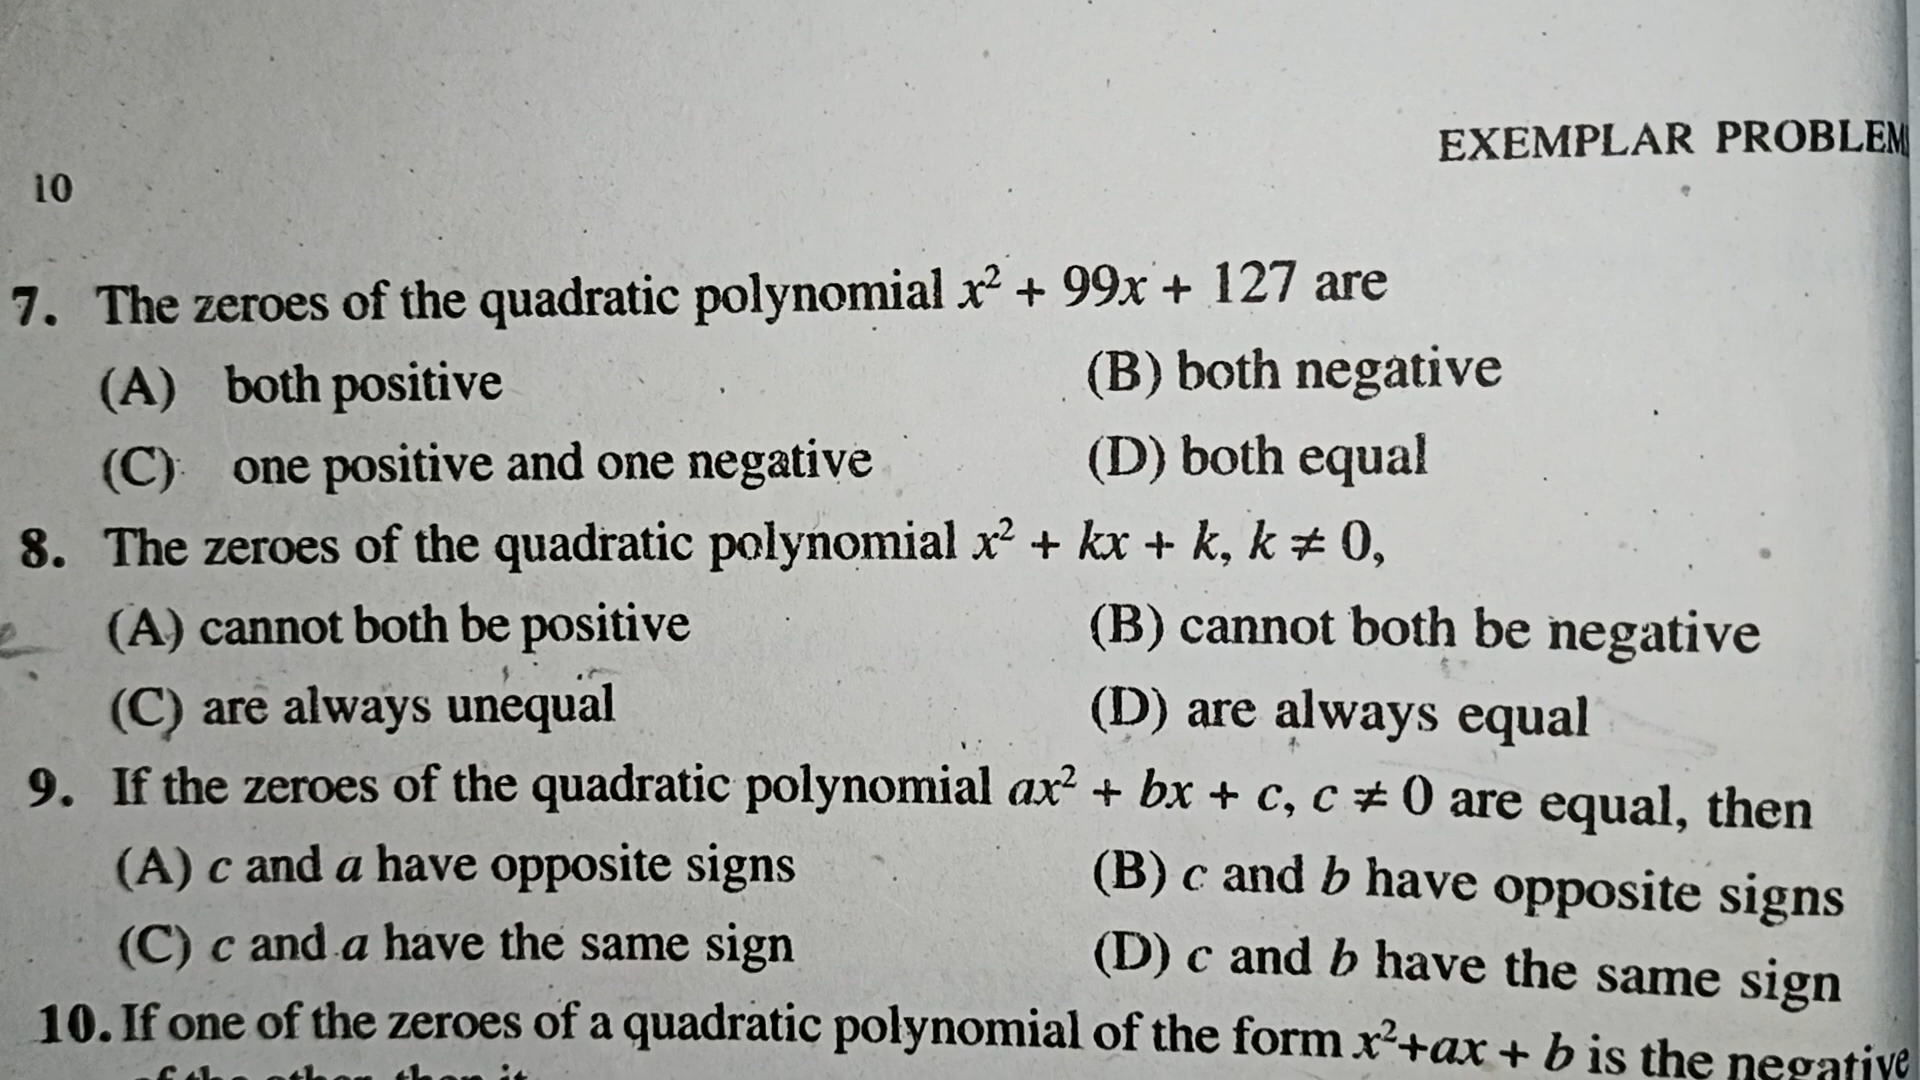 EXEMPLAR PROBLEM
10
7. The zeroes of the quadratic polynomial x² + 99x + 127 are
(A) both positive (B) both negative
(C) one positive and one negative (D) both equal
8. The zeroes of the quadratic polynomial x² + kx + k, k ≠ 0,
(A) cannot both be positive (B) cannot both be negative
(C) are always unequal (D) are always equal
9. If the zeroes of the quadratic polynomial ax² + bx + c, c ≠ 0 are equal, then
(A) c and a have opposite signs (B) c and b have opposite signs
(C) c and a have the same sign (D) c and b have the same sign
10. If one of the zeroes of a quadratic polynomial of the form x²+ax + b is the negative
of the other, then it